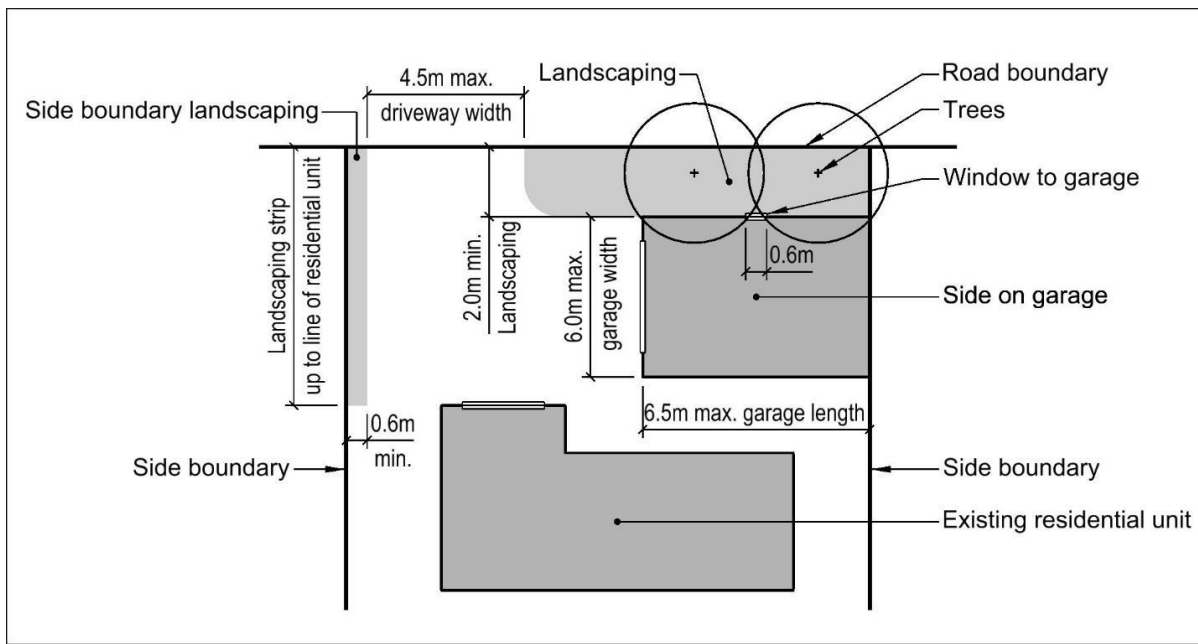 4.5m max.
driveway width
Landscaping
Road boundary
Side boundary landscaping
Trees
Window to garage
Landscaping strip
up to line of residential unit
2.0m min.
Landscaping
6.0m max.
garage width
0.6m
Side on garage
6.5m max. garage length
0.6m
min.
Side boundary
Side boundary
Existing residential unit